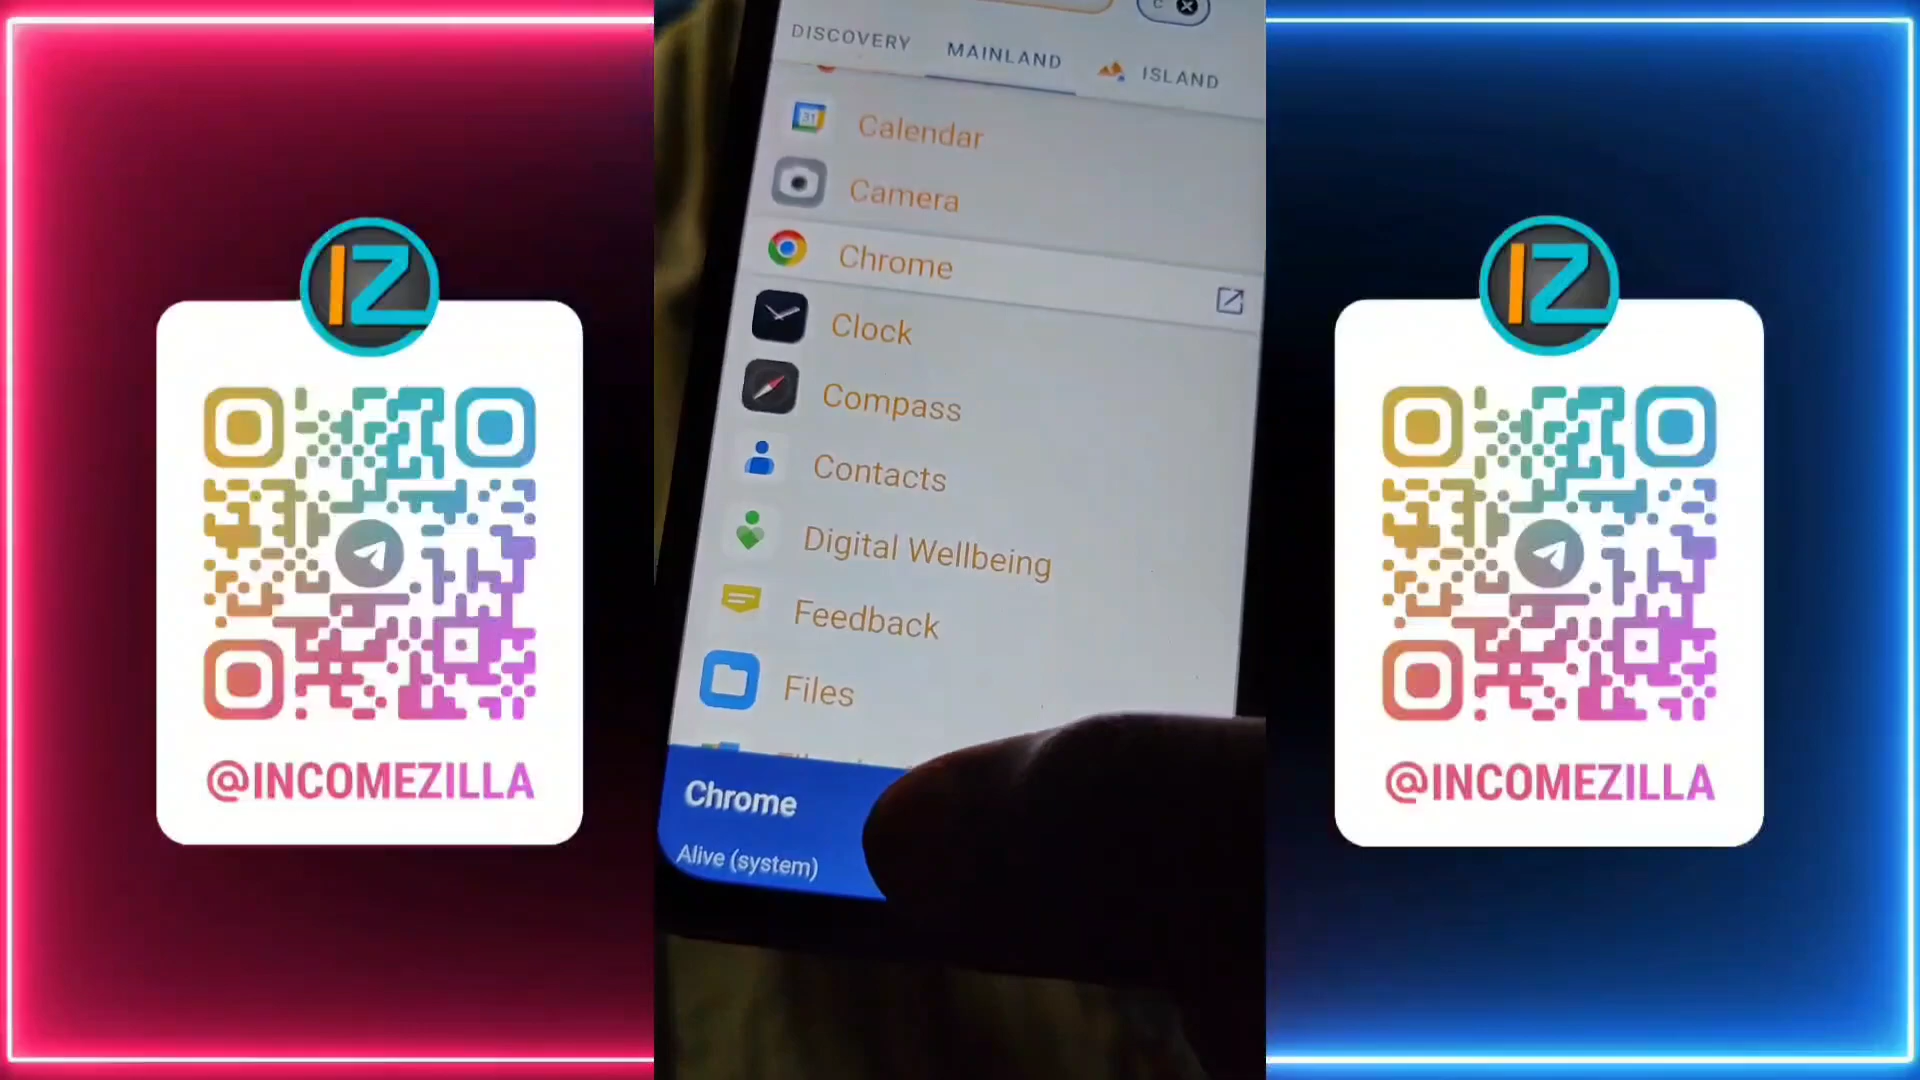 IZ
@INCOMEZILLA
DISCOVERY
MAINLAND
ISLAND
31
Calendar
Camera
Chrome
Clock
Compass
Contacts
Digital Wellbeing
Feedback
Files
Chrome
Alive (system)
IZ
@INCOMEZILLA